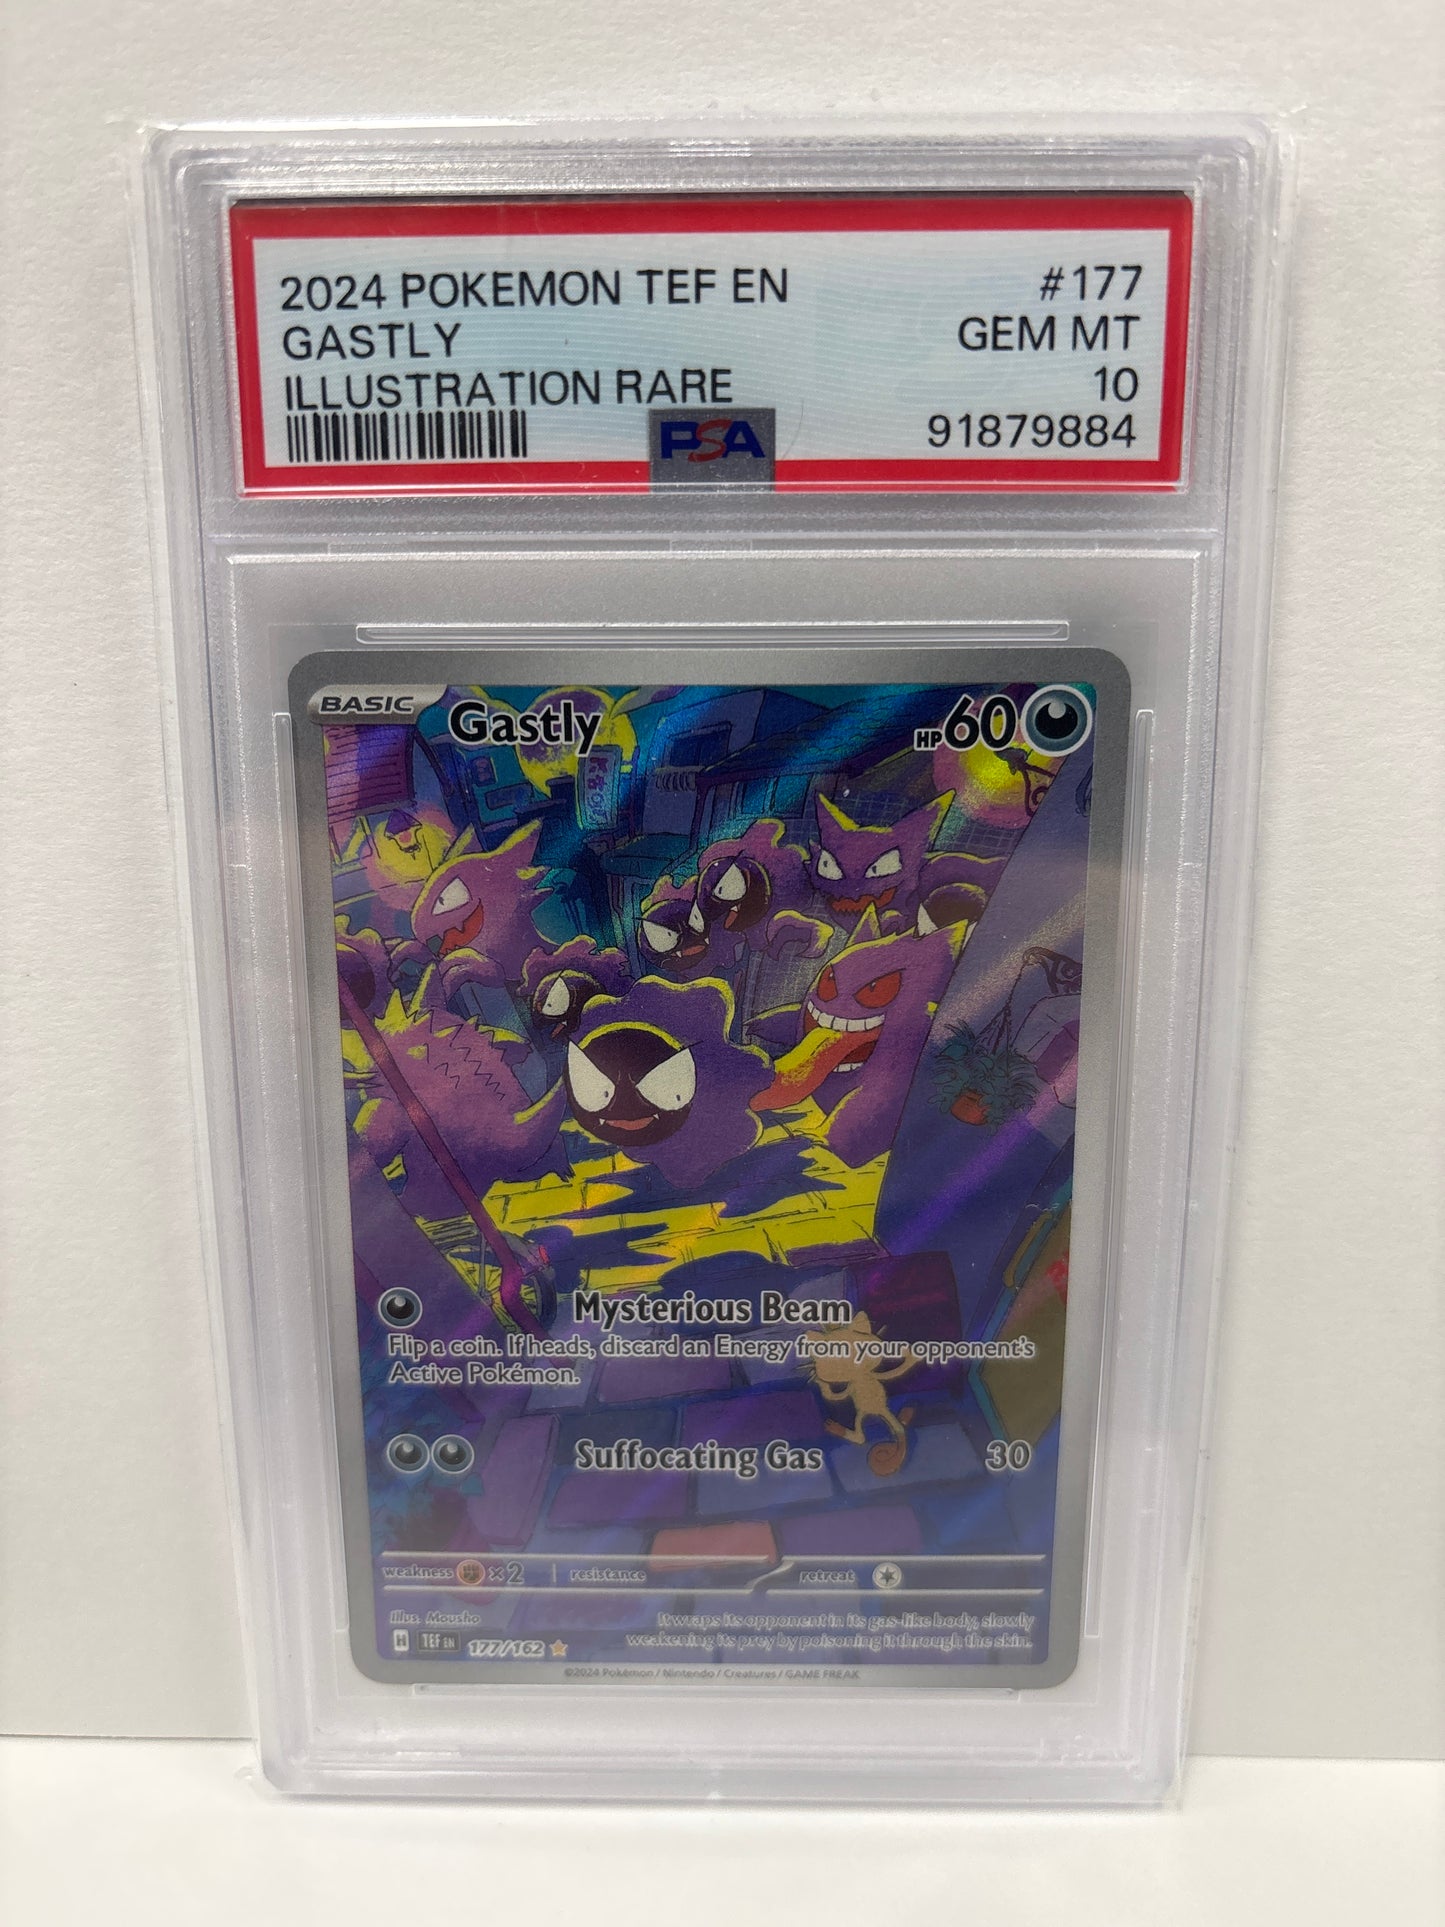 2024 POKEMON TEF EN #177
GASTLY GEM MT
ILLUSTRATION RARE 10
PSA 91879884
BASIC Gastly HP 60
Mysterious Beam
Flip a coin. If heads, discard an Energy from your opponent's
Active Pokémon.
Suffocating Gas 30
weakness ×2 resistance retreat
Illus. Mousho
It wraps its opponent in its gas-like body, slowly
weakening its prey by poisoning it through the skin.
H TEF EN 177/162
©2024 Pokémon / Nintendo / Creatures / GAME FREAK